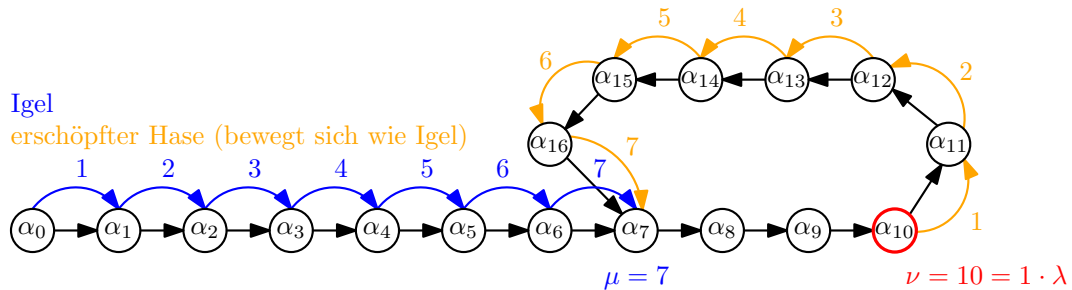 5 4 3
6 α₁₅ α₁₄ α₁₃ α₁₂ 2
Igel
erschöpfter Hase (bewegt sich wie Igel)
α₁₆ 7 α₁₁
1 2 3 4 5 6 7
α₀ α₁ α₂ α₃ α₄ α₅ α₆ α₇ α₈ α₉ α₁₀ 1
μ = 7 ν = 10 = 1 · λ